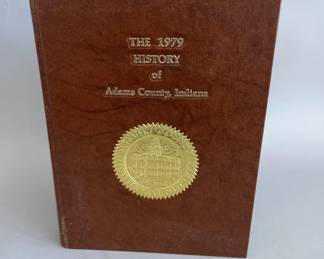 THE 1979
HISTORY
of
Adams County, Indiana